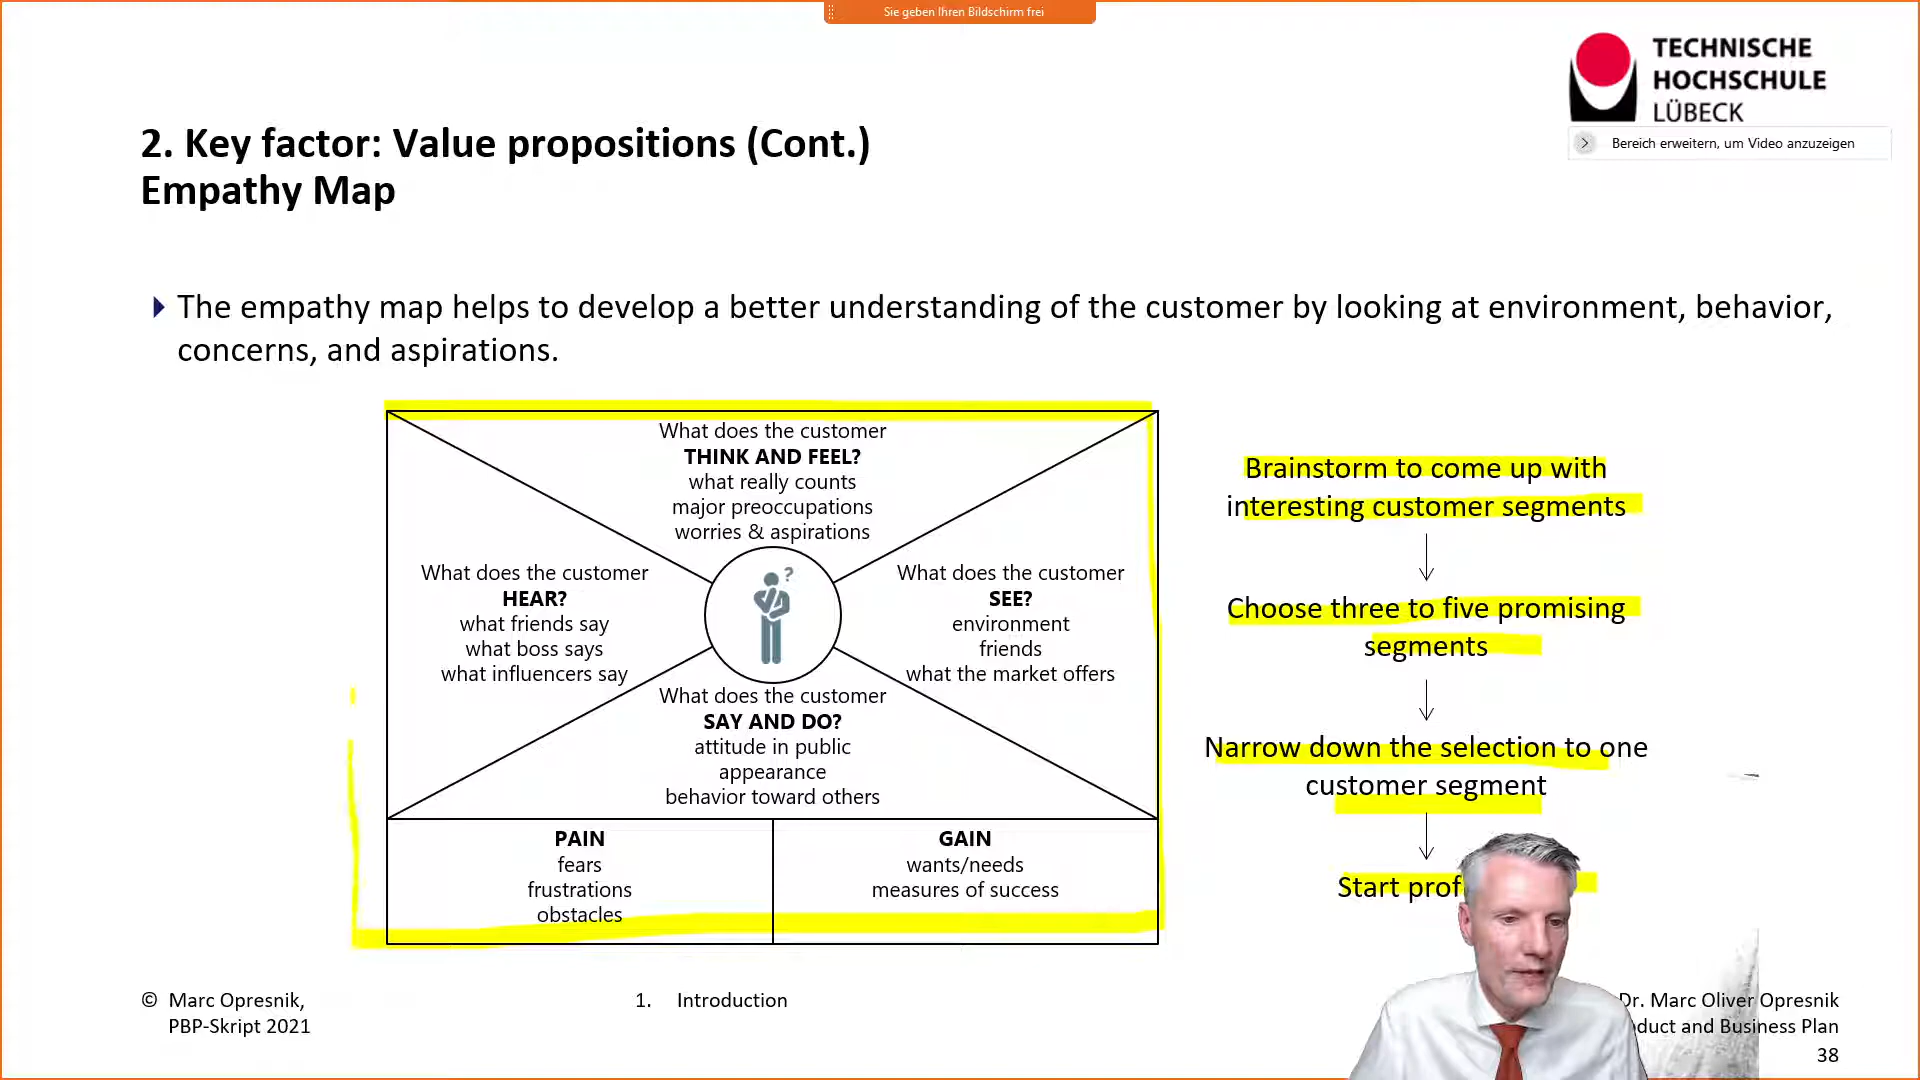 Sie geben Ihren Bildschirm frei
TECHNISCHE
HOCHSCHULE
LÜBECK
Bereich erweitern, um Video anzuzeigen
2. Key factor: Value propositions (Cont.)
Empathy Map
The empathy map helps to develop a better understanding of the customer by looking at environment, behavior,
concerns, and aspirations.
What does the customer
THINK AND FEEL?
what really counts
major preoccupations
worries & aspirations
What does the customer
HEAR?
what friends say
what boss says
what influencers say
?
What does the customer
SEE?
environment
friends
what the market offers
What does the customer
SAY AND DO?
attitude in public
appearance
behavior toward others
PAIN
fears
frustrations
obstacles
GAIN
wants/needs
measures of success
Brainstorm to come up with
interesting customer segments
Choose three to five promising
segments
Narrow down the selection to one
customer segment
Start
© Marc Opresnik,
PBP-Skript 2021
1. Introduction
Dr. Marc Oliver Opresnik
and Business Plan
38